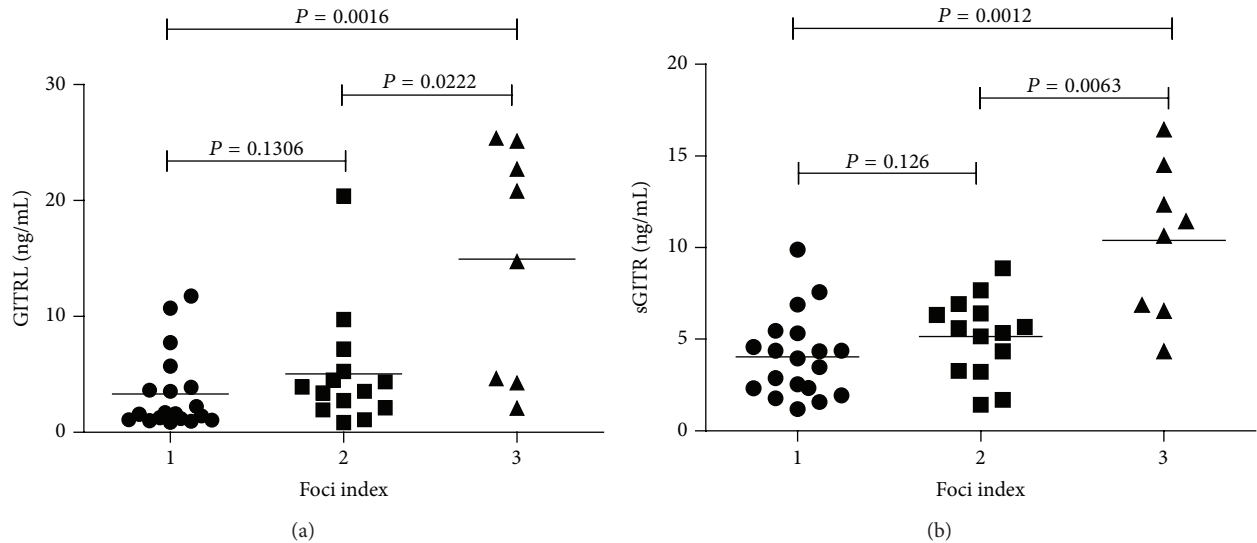 P = 0.0016
P = 0.0222
P = 0.1306
30
20
10
0
GITRL (ng/mL)
1 2 3
Foci index
(a)
P = 0.0012
P = 0.0063
P = 0.126
20
15
10
5
0
sGITR (ng/mL)
1 2 3
Foci index
(b)